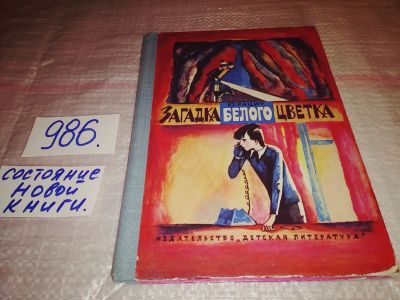 986.
СОСТОЯНИЕ
НОВОЙ
КНИГИ.
ЗАГАДКА БЕЛОГО ЦВЕТКА
ИЗДАТЕЛЬСТВО „ДЕТСКАЯ ЛИТЕРАТУРА"